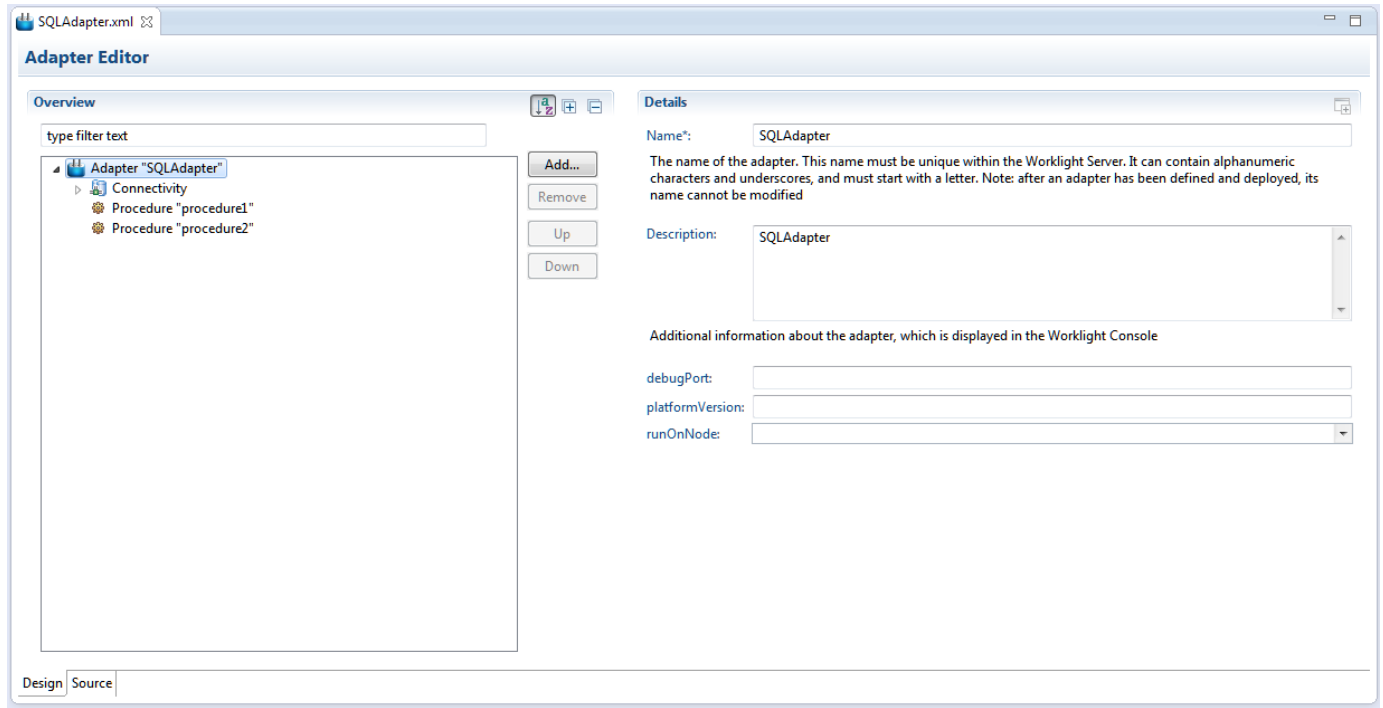 SQLAdapter.xml
Adapter Editor
Overview
type filter text
Adapter "SQLAdapter"
Connectivity
Procedure "procedure1"
Procedure "procedure2"
Add...
Remove
Up
Down
Details
Name*: SQLAdapter
The name of the adapter. This name must be unique within the Worklight Server. It can contain alphanumeric
characters and underscores, and must start with a letter. Note: after an adapter has been defined and deployed, its
name cannot be modified
Description: SQLAdapter
Additional information about the adapter, which is displayed in the Worklight Console
debugPort:
platformVersion:
runOnNode:
Design Source